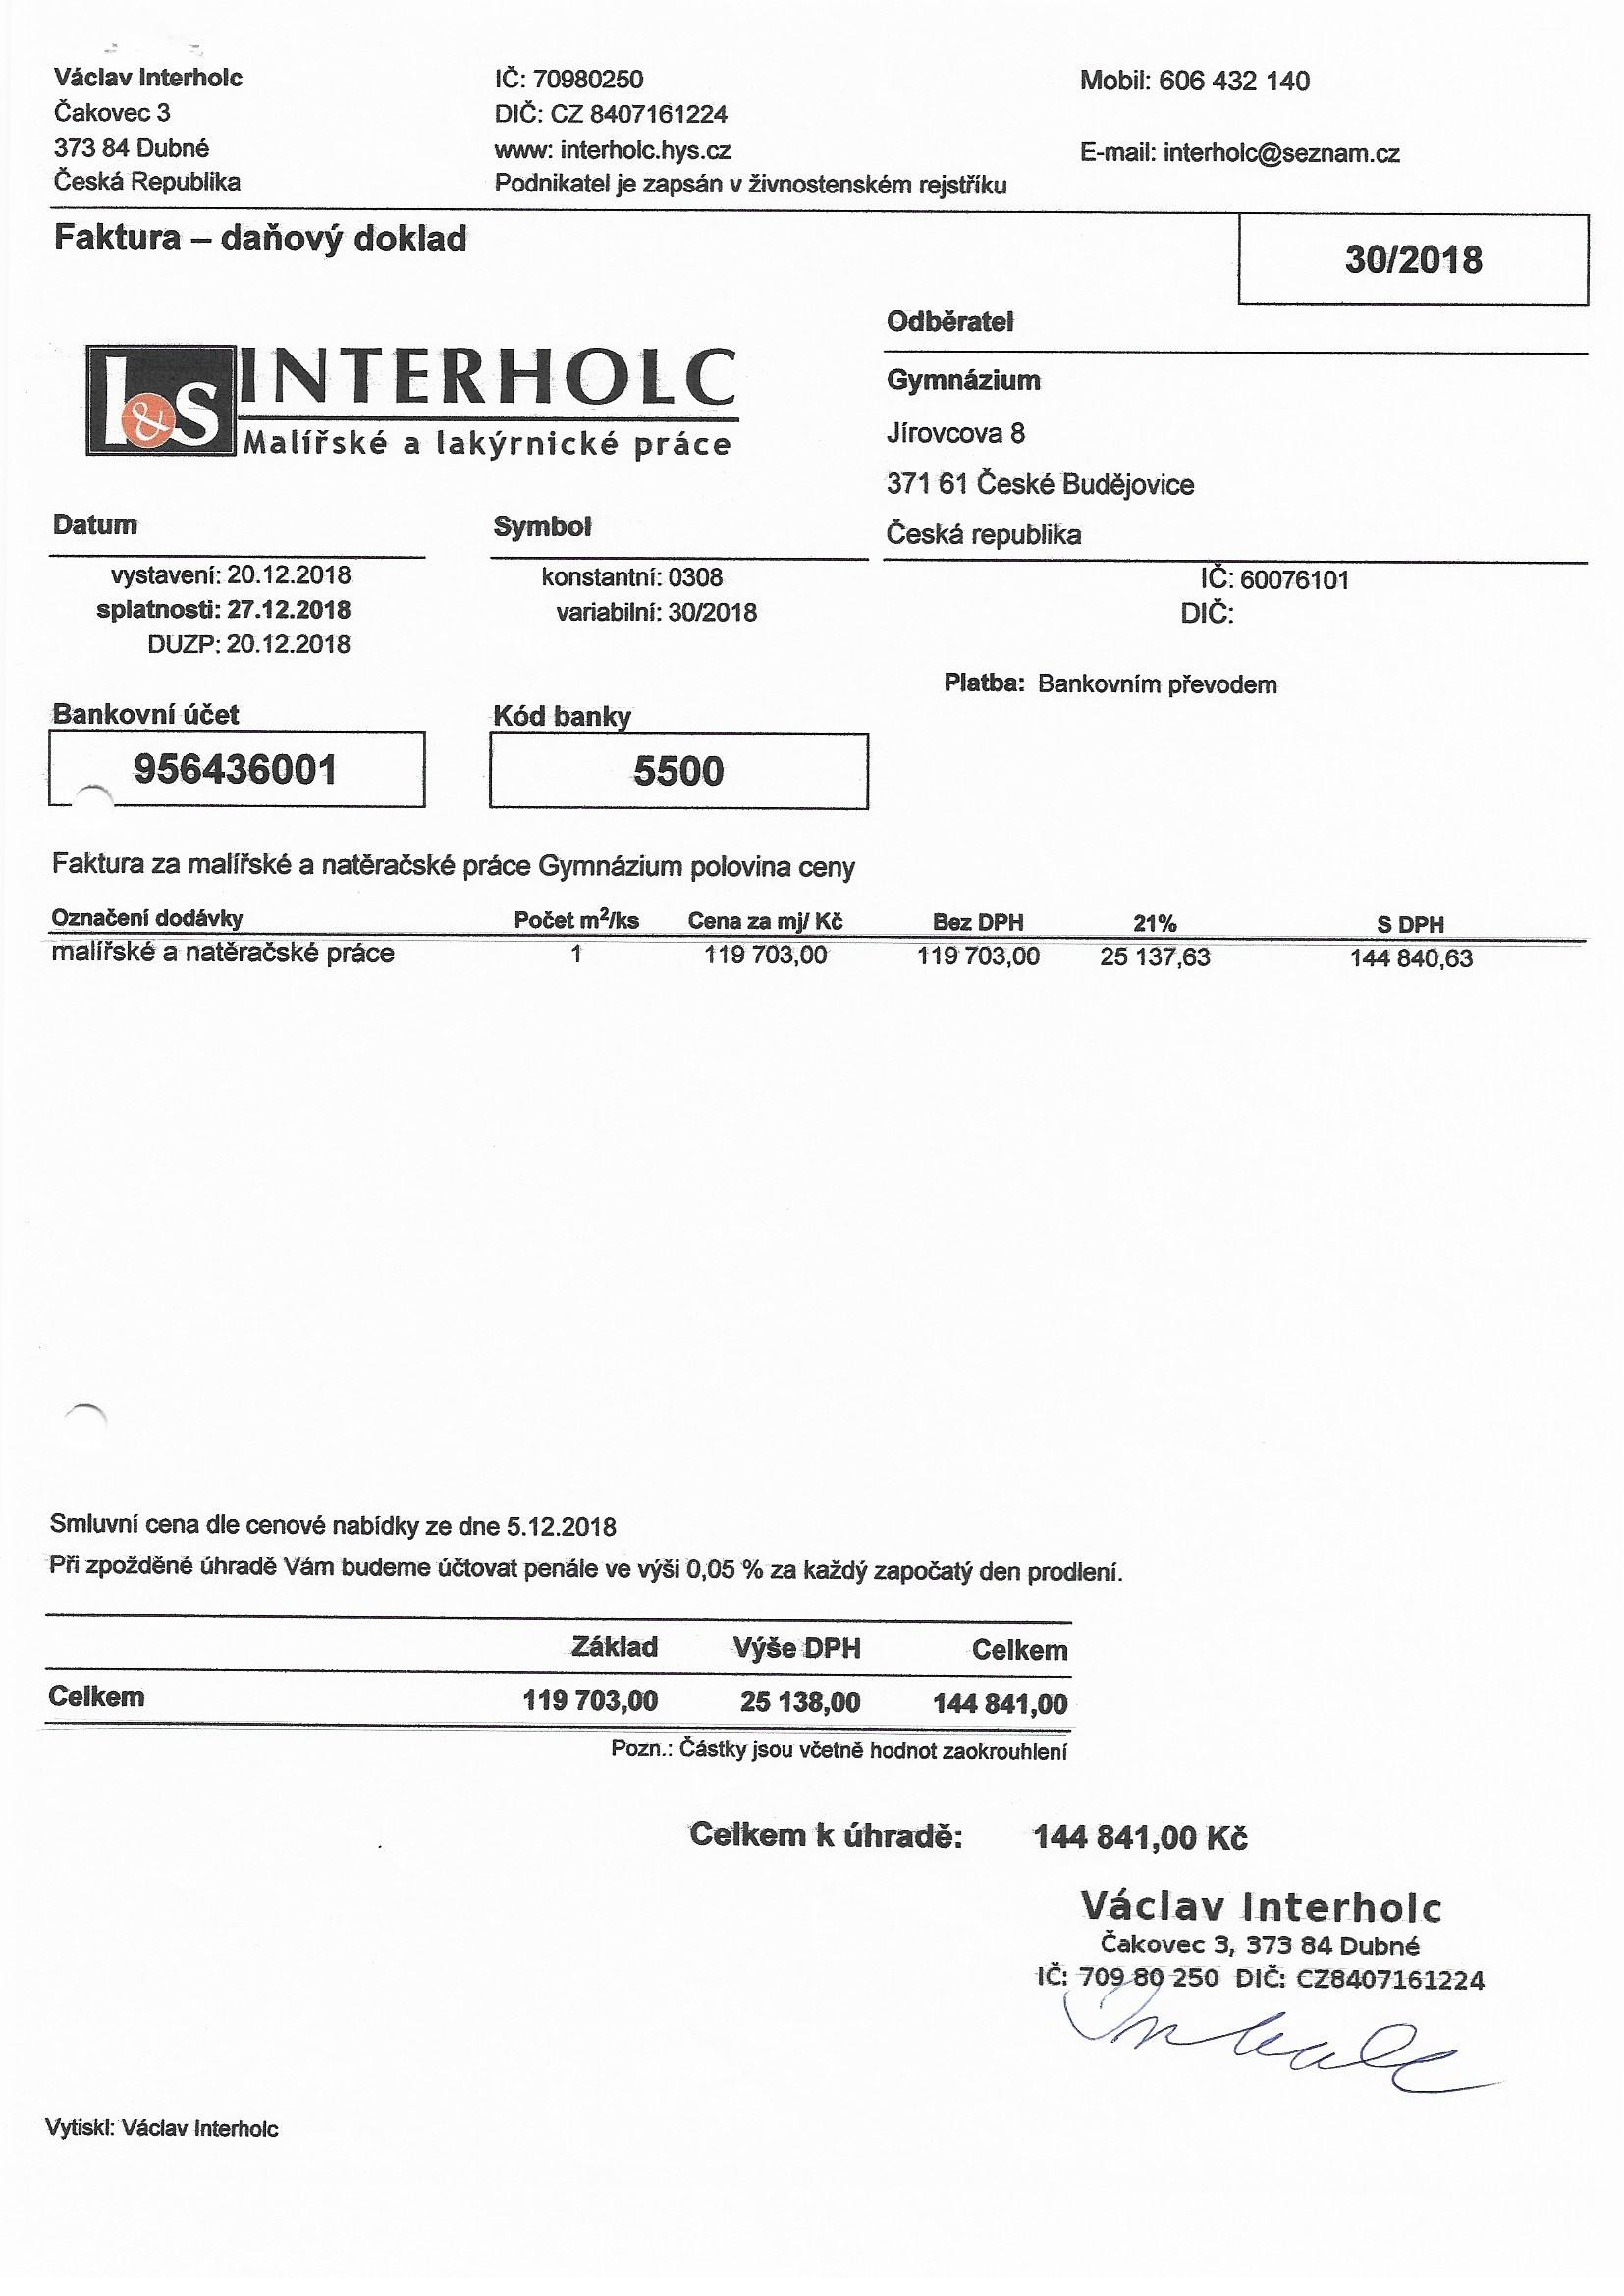 Václav Interholc
Čakovec 3
373 84 Dubné
Česká Republika
IČ: 70980250
DIČ: CZ 8407161224
www: interholc.hys.cz
Podnikatel je zapsán v živnostenském rejstříku
Mobil: 606 432 140
E-mail: interholc@seznam.cz
Faktura – daňový doklad
30/2018
I&S INTERHOLC
Malířské a lakýrnické práce
Odběratel
Gymnázium
Jírovcova 8
371 61 České Budějovice
Česká republika
IČ: 60076101
DIČ:
Datum
vystavení: 20.12.2018
splatnosti: 27.12.2018
DUZP: 20.12.2018
Symbol
konstantní: 0308
variabilní: 30/2018
Platba: Bankovním převodem
Bankovní účet
956436001
Kód banky
5500
Faktura za malířské a natěračské práce Gymnázium polovina ceny
Označení dodávky Počet m²/ks Cena za mj/ Kč Bez DPH 21% S DPH
malířské a natěračské práce 1 119 703,00 119 703,00 25 137,63 144 840,63
Smluvní cena dle cenové nabídky ze dne 5.12.2018
Při zpožděné úhradě Vám budeme účtovat penále ve výši 0,05 % za každý započatý den prodlení.
Základ Výše DPH Celkem
Celkem 119 703,00 25 138,00 144 841,00
Pozn.: Částky jsou včetně hodnot zaokrouhlení
Celkem k úhradě: 144 841,00 Kč
Václav Interholc
Čakovec 3, 373 84 Dubné
IČ: 709 80 250 DIČ: CZ8407161224
Vytiskl: Václav Interholc